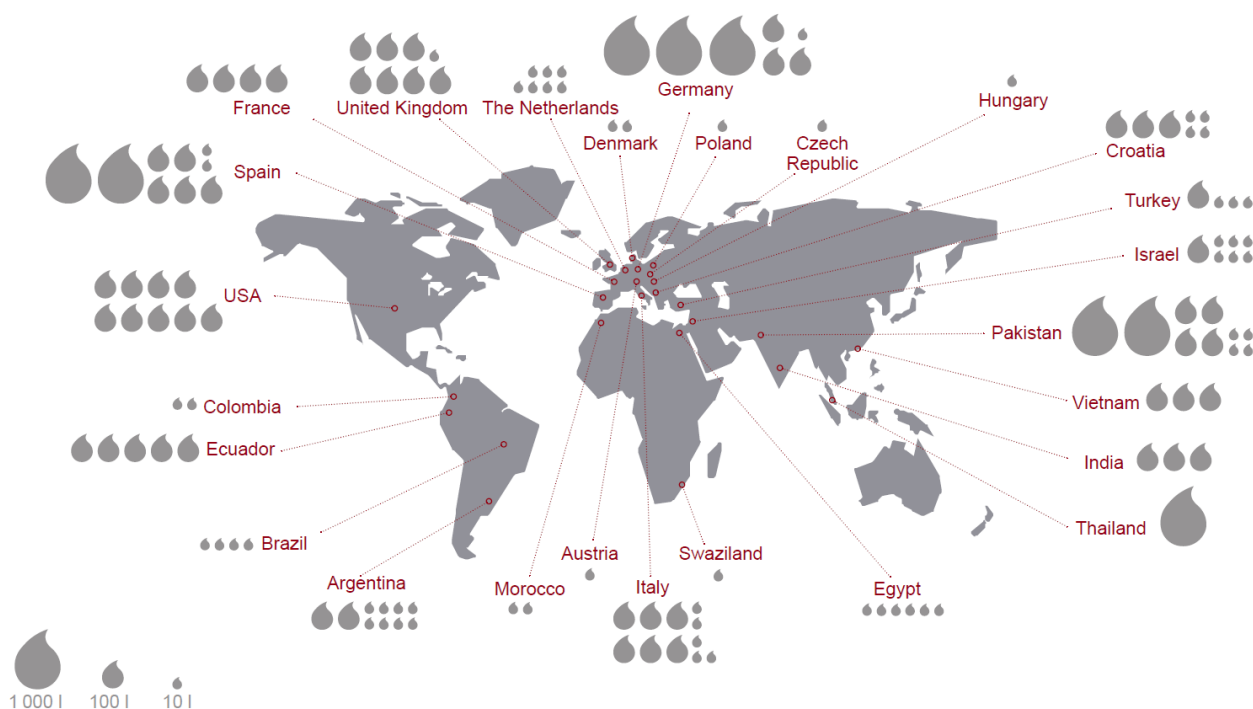 Germany
France
United Kingdom
The Netherlands
Hungary
Denmark
Poland
Czech
Republic
Croatia
Spain
Turkey
Israel
USA
Pakistan
Colombia
Vietnam
Ecuador
India
Thailand
Brazil
Austria
Swaziland
Argentina
Morocco
Italy
Egypt
1 000 l
100 l
10 l